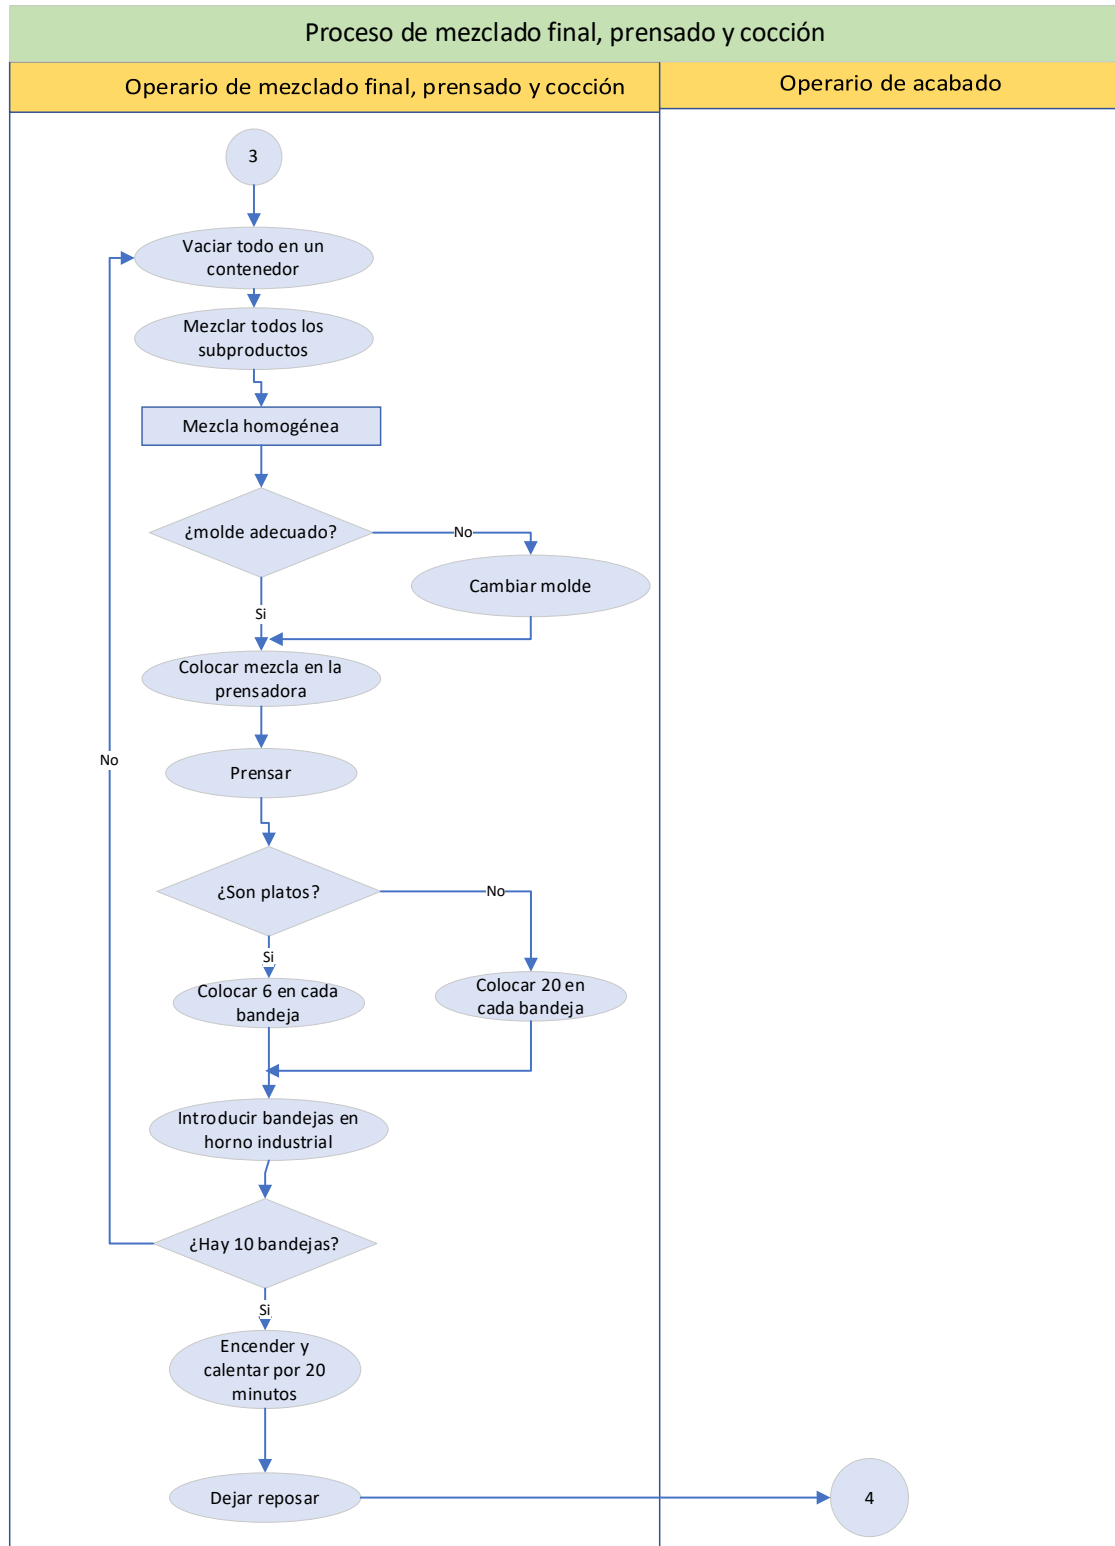 Proceso de mezclado final, prensado y cocción
Operario de mezclado final, prensado y cocción
Operario de acabado
3
Vaciar todo en un
contenedor
Mezclar todos los
subproductos
Mezcla homogénea
¿molde adecuado?
No
Cambiar molde
Si
Colocar mezcla en la
prensadora
No
Prensar
¿Son platos?
No
Si
Colocar 6 en cada
bandeja
Colocar 20 en
cada bandeja
Introducir bandejas en
horno industrial
¿Hay 10 bandejas?
Si
Encender y
calentar por 20
minutos
Dejar reposar
4